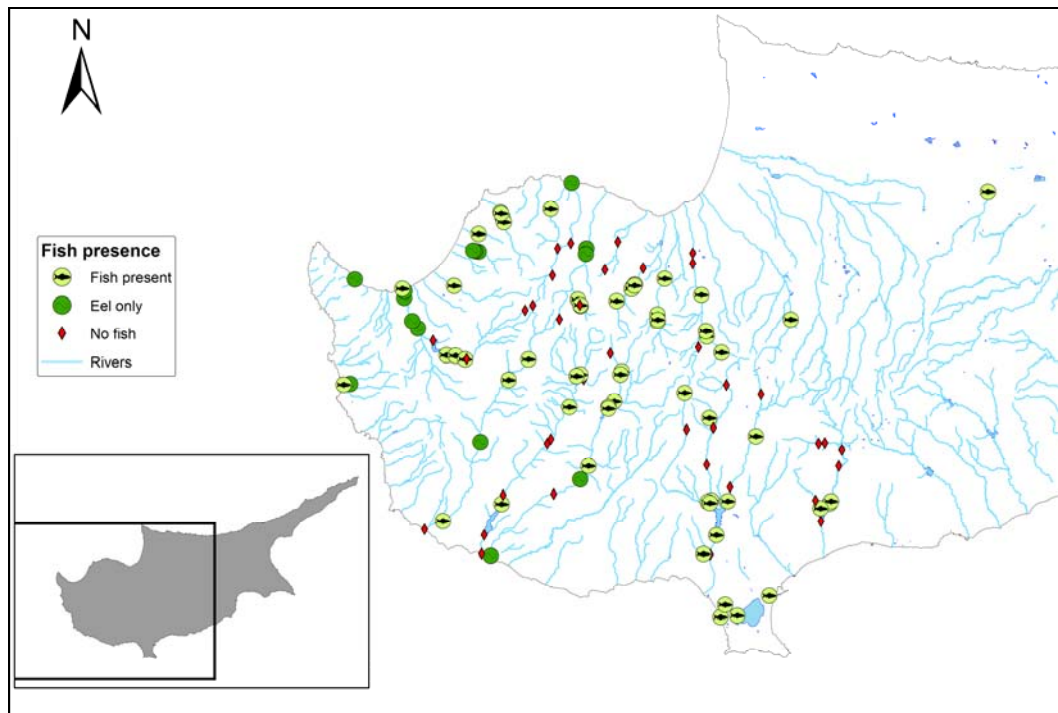 N
Fish presence
Fish present
Eel only
No fish
Rivers